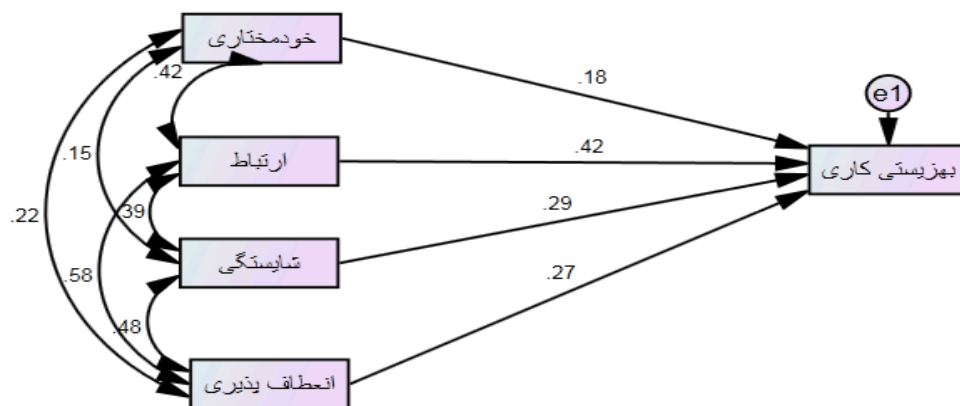 خودمختاری
.42
.18
e1
ارتباط
.42
بهزیستی کاری
.15
.22
.39
.29
شایستگی
.58
.27
.48
انعطاف پذیری